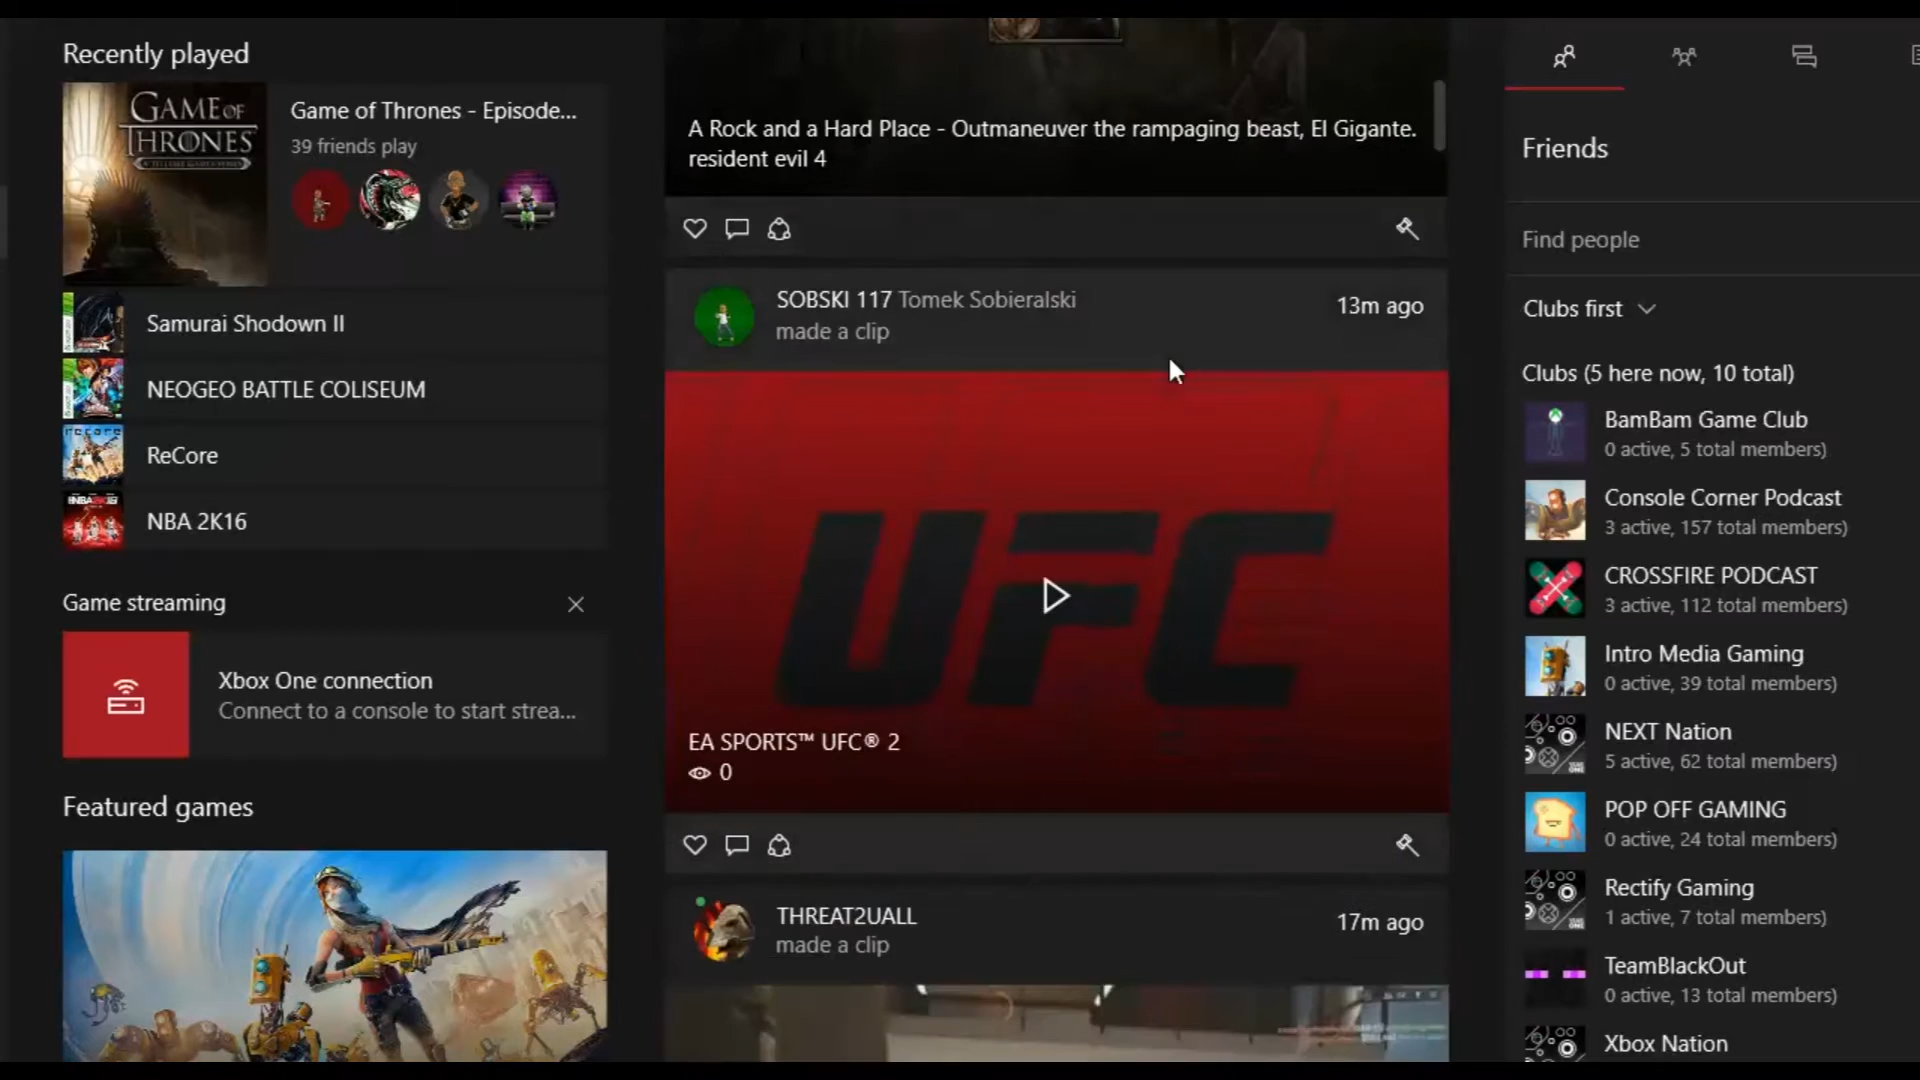 Recently played
GAME OF
THRONES
Game of Thrones - Episode...
39 friends play
Samurai Shodown II
NEOGEO BATTLE COLISEUM
ReCore
NBA 2K16
Game streaming
Xbox One connection
Connect to a console to start strea...
Featured games
A Rock and a Hard Place - Outmaneuver the rampaging beast, El Gigante.
resident evil 4
SOBSKI 117 Tomek Sobieralski
made a clip
13m ago
UFC
EA SPORTS™ UFC® 2
0
THREAT2UALL
made a clip
17m ago
Friends
Find people
Clubs first
Clubs (5 here now, 10 total)
BamBam Game Club
0 active, 5 total members)
Console Corner Podcast
3 active, 157 total members)
CROSSFIRE PODCAST
3 active, 112 total members)
Intro Media Gaming
0 active, 39 total members)
NEXT Nation
5 active, 62 total members)
POP OFF GAMING
0 active, 24 total members)
Rectify Gaming
1 active, 7 total members)
TeamBlackOut
0 active, 13 total members)
Xbox Nation